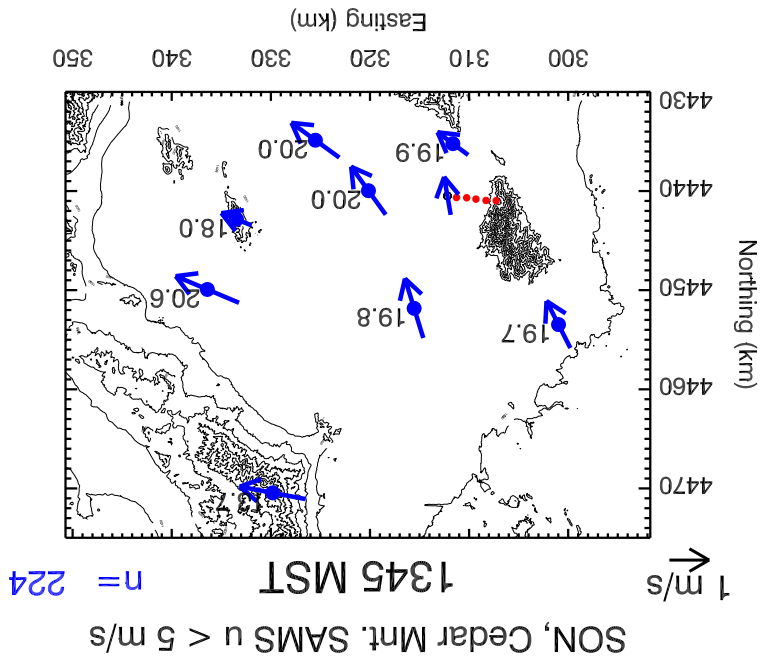 SON, Cedar Mnt. SAMS u < 5 m/s
1 m/s
1345 MST
n= 224
Northing (km)
4470
4460
4450
4440
4430
19.7
19.8
20.6
18.0
20.0
19.9
20.0
300 310 320 330 340 350
Easting (km)